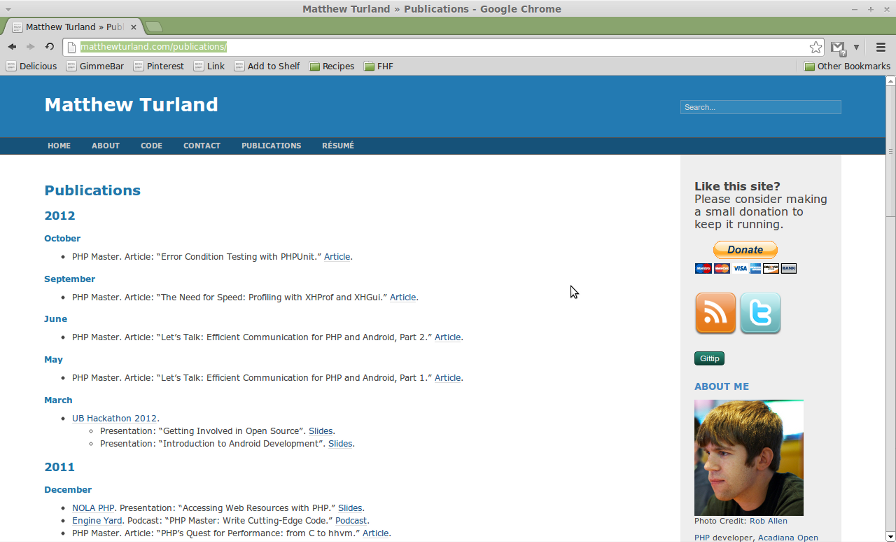 Matthew Turland » Publications - Google Chrome
Matthew Turland » Publ
matthewturland.com/publications/
Delicious GimmeBar Pinterest Link Add to Shelf Recipes FHF Other Bookmarks
Matthew Turland
Search...
HOME ABOUT CODE CONTACT PUBLICATIONS RÉSUMÉ
Publications
2012
October
PHP Master. Article: “Error Condition Testing with PHPUnit.” Article.
September
PHP Master. Article: “The Need for Speed: Profiling with XHProf and XHGui.” Article.
June
PHP Master. Article: “Let’s Talk: Efficient Communication for PHP and Android, Part 2.” Article.
May
PHP Master. Article: “Let’s Talk: Efficient Communication for PHP and Android, Part 1.” Article.
March
UB Hackathon 2012.
Presentation: “Getting Involved in Open Source”. Slides.
Presentation: “Introduction to Android Development”. Slides.
2011
December
NOLA PHP. Presentation: “Accessing Web Resources with PHP.” Slides.
Engine Yard. Podcast: “PHP Master: Write Cutting-Edge Code.” Podcast.
PHP Master. Article: “PHP’s Quest for Performance: from C to hhvm.” Article.
Like this site?
Please consider making
a small donation to
keep it running.
Donate
VISA
Gittip
ABOUT ME
Photo Credit: Rob Allen
PHP developer, Acadiana Open